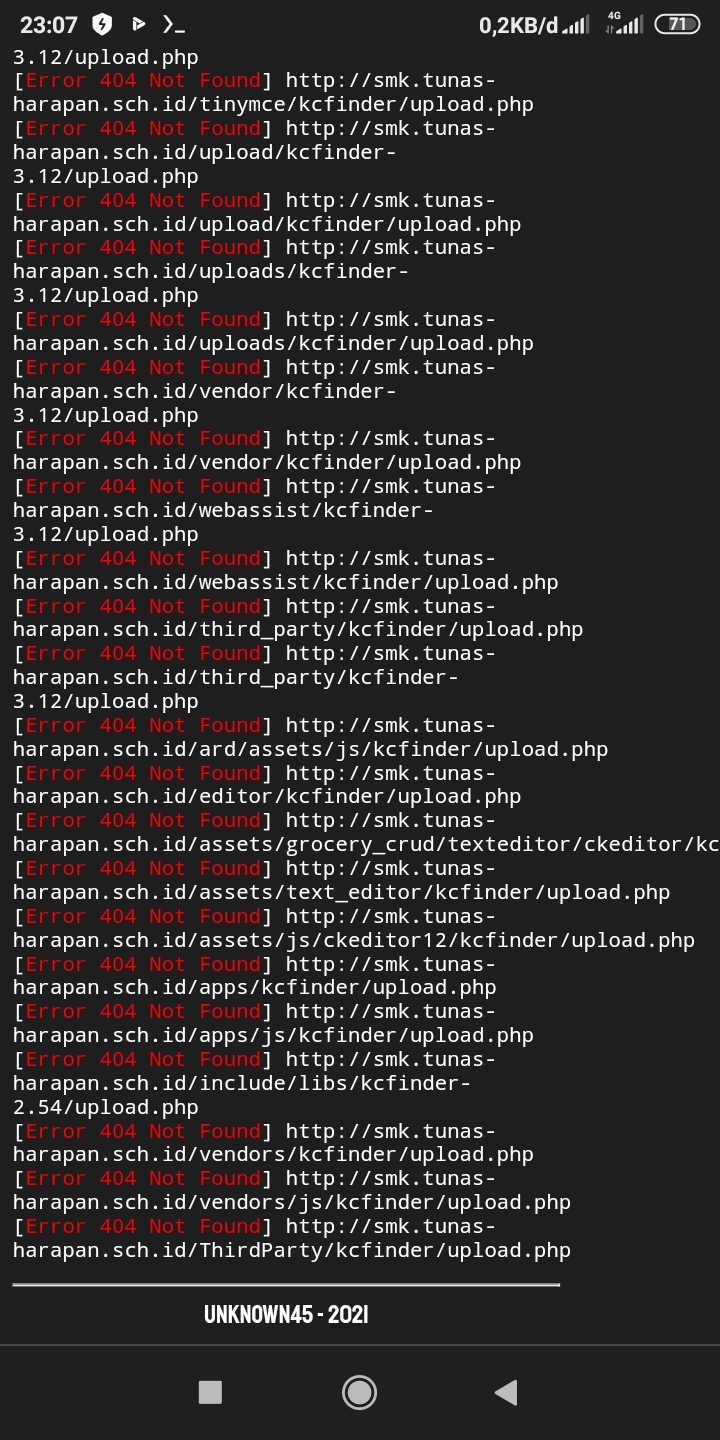 23:07 0,2KB/d 4G 71
3.12/upload.php
[Error 404 Not Found] http://smk.tunas-
harapan.sch.id/tinymce/kcfinder/upload.php
[Error 404 Not Found] http://smk.tunas-
harapan.sch.id/upload/kcfinder-
3.12/upload.php
[Error 404 Not Found] http://smk.tunas-
harapan.sch.id/upload/kcfinder/upload.php
[Error 404 Not Found] http://smk.tunas-
harapan.sch.id/uploads/kcfinder-
3.12/upload.php
[Error 404 Not Found] http://smk.tunas-
harapan.sch.id/uploads/kcfinder/upload.php
[Error 404 Not Found] http://smk.tunas-
harapan.sch.id/vendor/kcfinder-
3.12/upload.php
[Error 404 Not Found] http://smk.tunas-
harapan.sch.id/vendor/kcfinder/upload.php
[Error 404 Not Found] http://smk.tunas-
harapan.sch.id/webassist/kcfinder-
3.12/upload.php
[Error 404 Not Found] http://smk.tunas-
harapan.sch.id/webassist/kcfinder/upload.php
[Error 404 Not Found] http://smk.tunas-
harapan.sch.id/third_party/kcfinder/upload.php
[Error 404 Not Found] http://smk.tunas-
harapan.sch.id/third_party/kcfinder-
3.12/upload.php
[Error 404 Not Found] http://smk.tunas-
harapan.sch.id/ard/assets/js/kcfinder/upload.php
[Error 404 Not Found] http://smk.tunas-
harapan.sch.id/editor/kcfinder/upload.php
[Error 404 Not Found] http://smk.tunas-
harapan.sch.id/assets/grocery_crud/texteditor/ckeditor/kc
[Error 404 Not Found] http://smk.tunas-
harapan.sch.id/assets/text_editor/kcfinder/upload.php
[Error 404 Not Found] http://smk.tunas-
harapan.sch.id/assets/js/ckeditor12/kcfinder/upload.php
[Error 404 Not Found] http://smk.tunas-
harapan.sch.id/apps/kcfinder/upload.php
[Error 404 Not Found] http://smk.tunas-
harapan.sch.id/apps/js/kcfinder/upload.php
[Error 404 Not Found] http://smk.tunas-
harapan.sch.id/include/libs/kcfinder-
2.54/upload.php
[Error 404 Not Found] http://smk.tunas-
harapan.sch.id/vendors/kcfinder/upload.php
[Error 404 Not Found] http://smk.tunas-
harapan.sch.id/vendors/js/kcfinder/upload.php
[Error 404 Not Found] http://smk.tunas-
harapan.sch.id/ThirdParty/kcfinder/upload.php
UNKNOWN45 - 2021